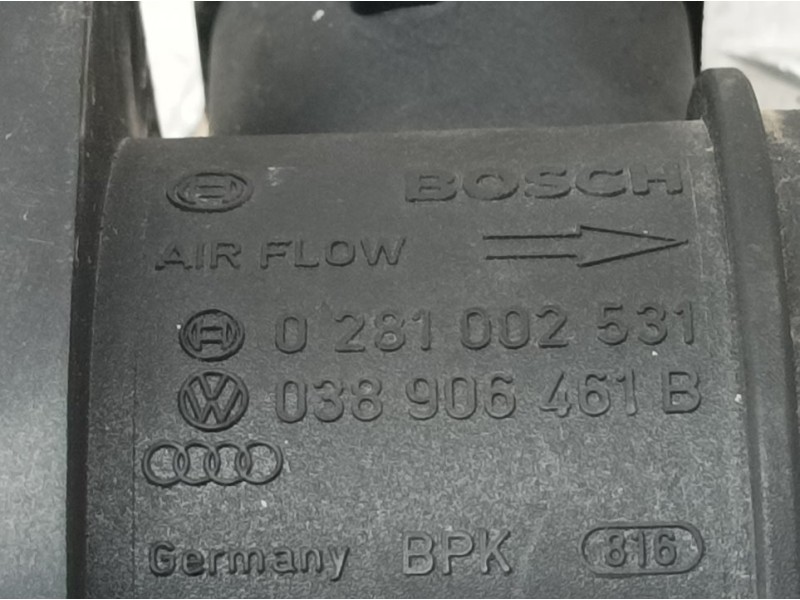 BOSCH
AIR FLOW
0 281 002 531
038 906 461 B
Germany BPK 816